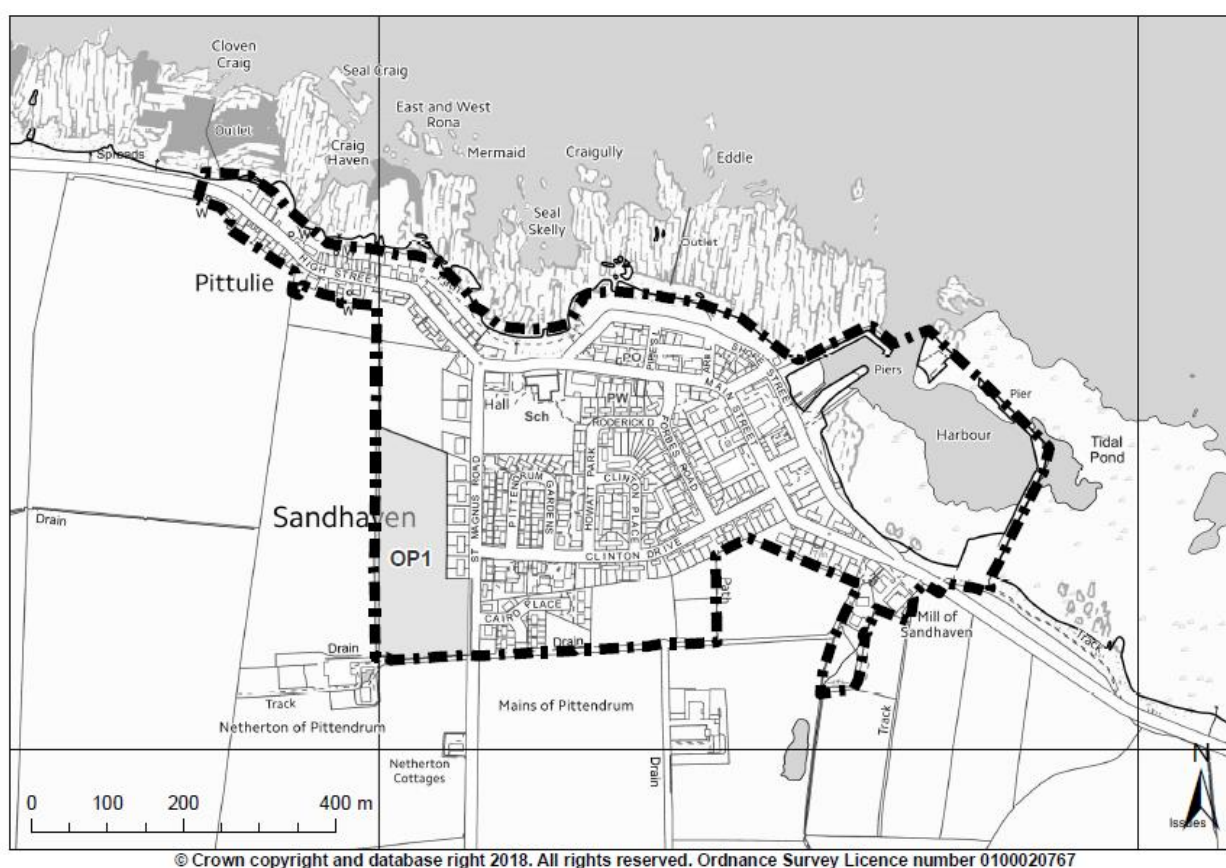 Cloven
Craig
Seal Craig
East and West
Rona
Outlet
Mermaid
Craigully
Eddle
Spreads
Craig
Haven
Seal
Skelly
Outlet
W
W
W
Pittulie
HIGH STREET
W
PO
SHORE STREET
Piers
Pier
MAIN STREET
Hall
Sch
PW
Harbour
Tidal
Pond
FORBES ROAD
ST MAGNUS ROAD
PITTENDRUM
GARDENS
HOWATT PARK
CLINTON PLACE
Drain
Sandhaven
OP1
CLINTON DRIVE
Path
CAIRD PLACE
Drain
Mill of
Sandhaven
Track
Drain
Track
Netherton of Pittendrum
Mains of Pittendrum
Track
Netherton
Cottages
Drain
N
0 100 200 400 m
Issues
© Crown copyright and database right 2018. All rights reserved. Ordnance Survey Licence number 0100020767